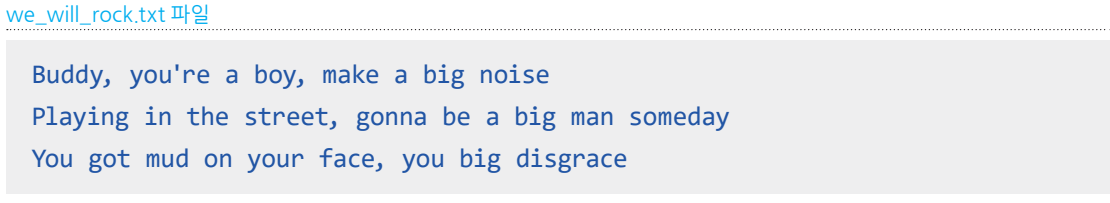 we_will_rock.txt 파일
Buddy, you're a boy, make a big noise
Playing in the street, gonna be a big man someday
You got mud on your face, you big disgrace